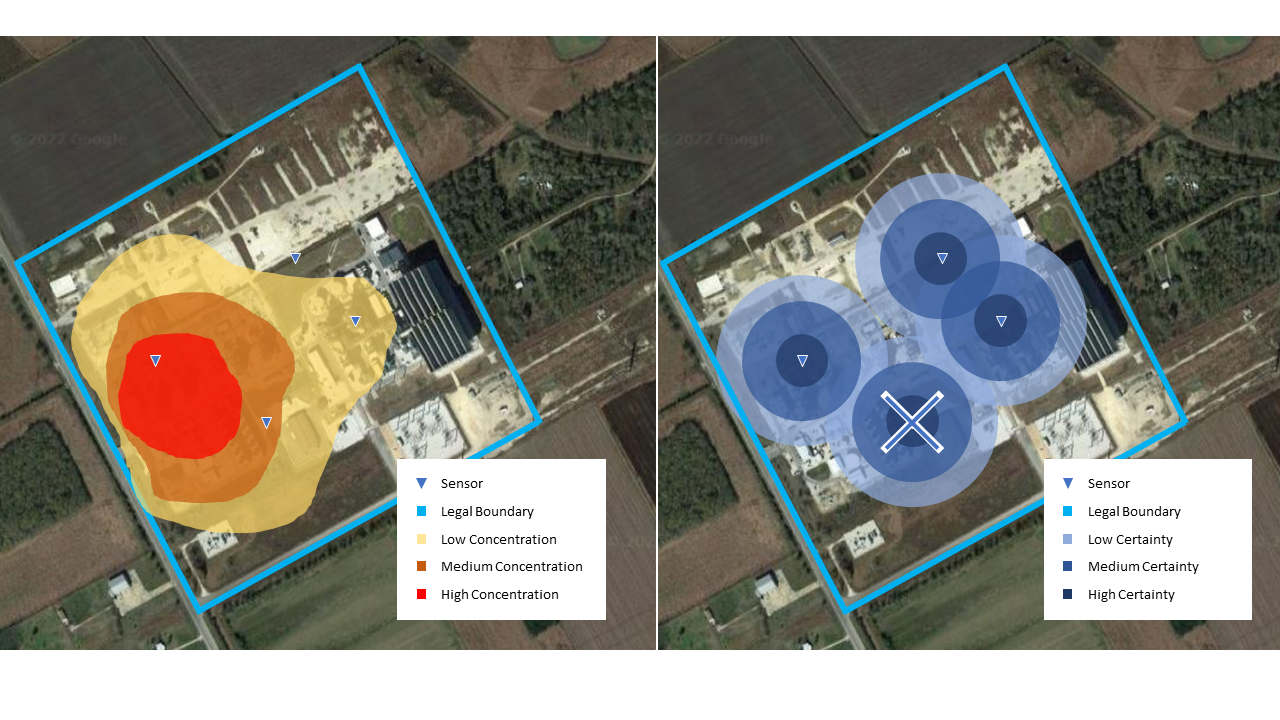 © 2022 Google
© 2022 Google
Sensor
Legal Boundary
Low Concentration
Medium Concentration
High Concentration
Sensor
Legal Boundary
Low Certainty
Medium Certainty
High Certainty